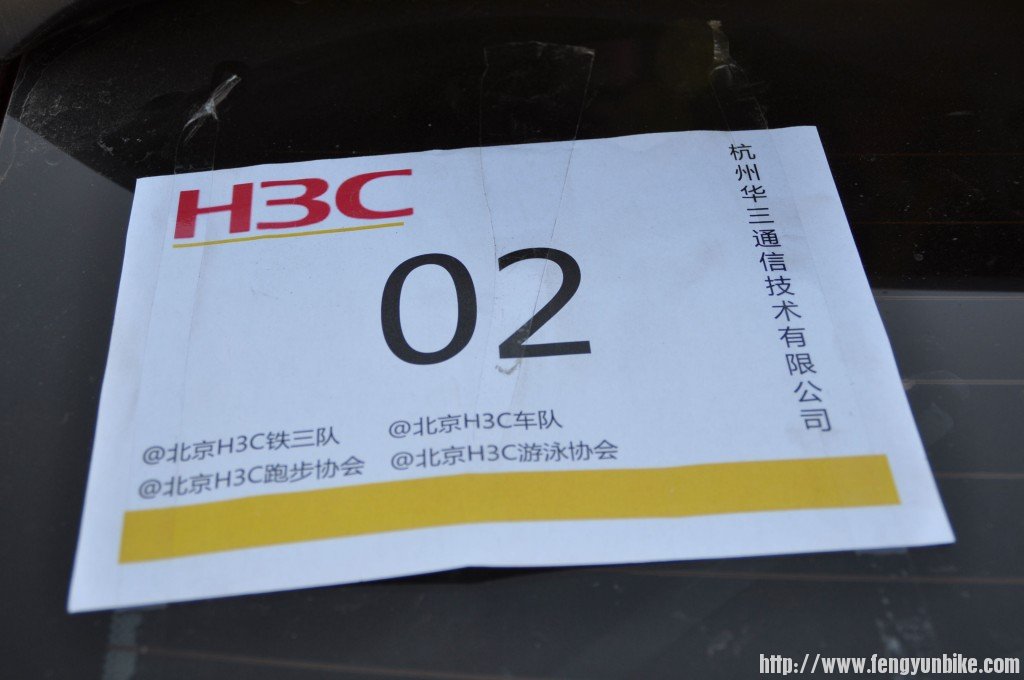 H3C
杭州华三通信技术有限公司
02
@北京H3C铁三队 @北京H3C车队
@北京H3C跑步协会 @北京H3C游泳协会
http://www.fengyunbike.com